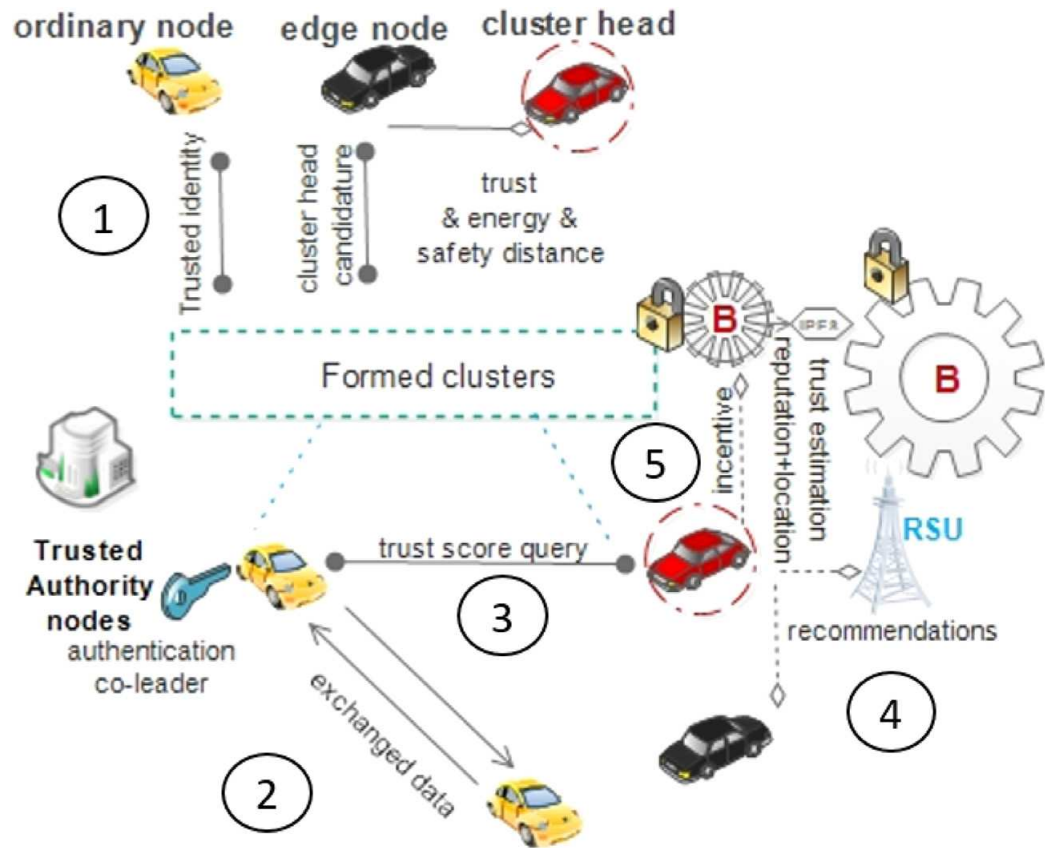 ordinary node
edge node
cluster head
1
Trusted identity
cluster head
candidature
trust
& energy &
safety distance
B
B
Formed clusters
incentive
reputation+location
trust estimation
5
RSU
trust score query
3
Trusted
Authority
nodes
authentication
co-leader
recommendations
4
exchanged data
2